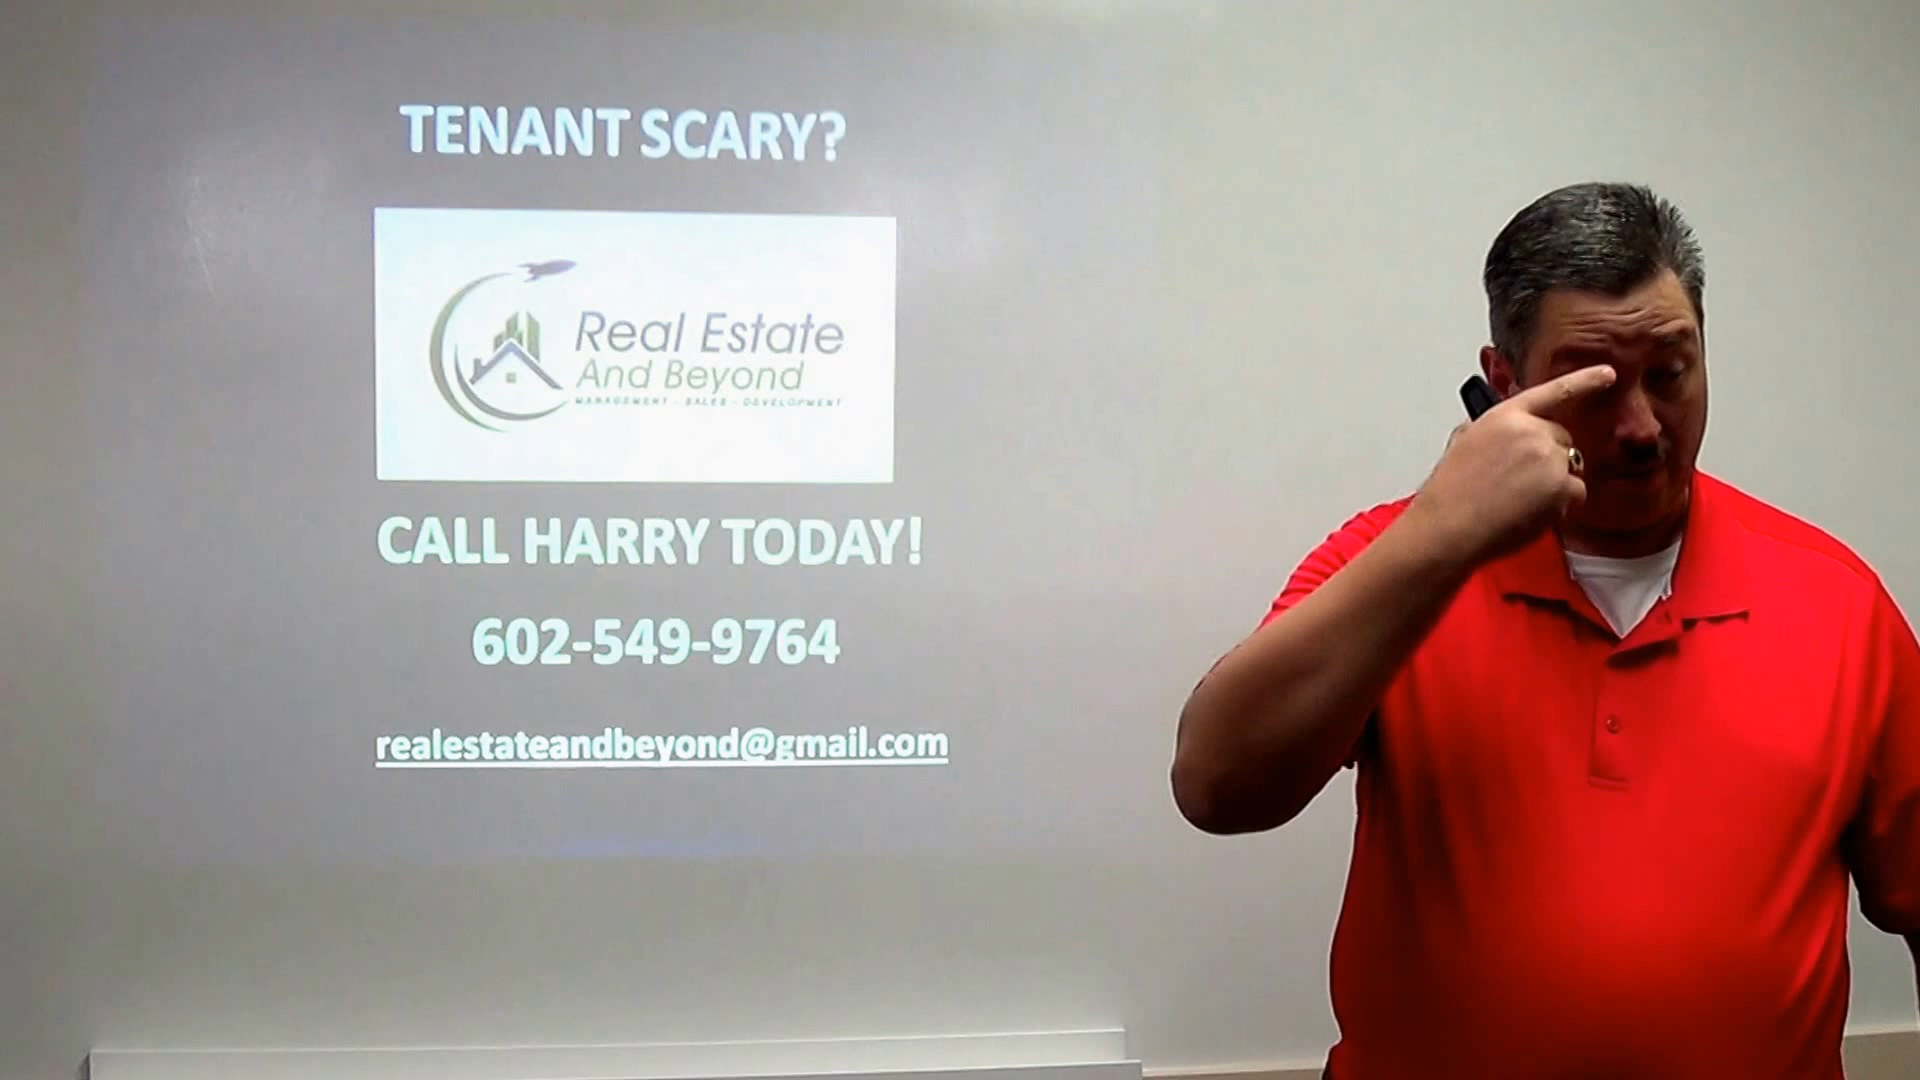 TENANT SCARY?
Real Estate
And Beyond
MANAGEMENT - SALES - DEVELOPMENT
CALL HARRY TODAY!
602-549-9764
realestateandbeyond@gmail.com